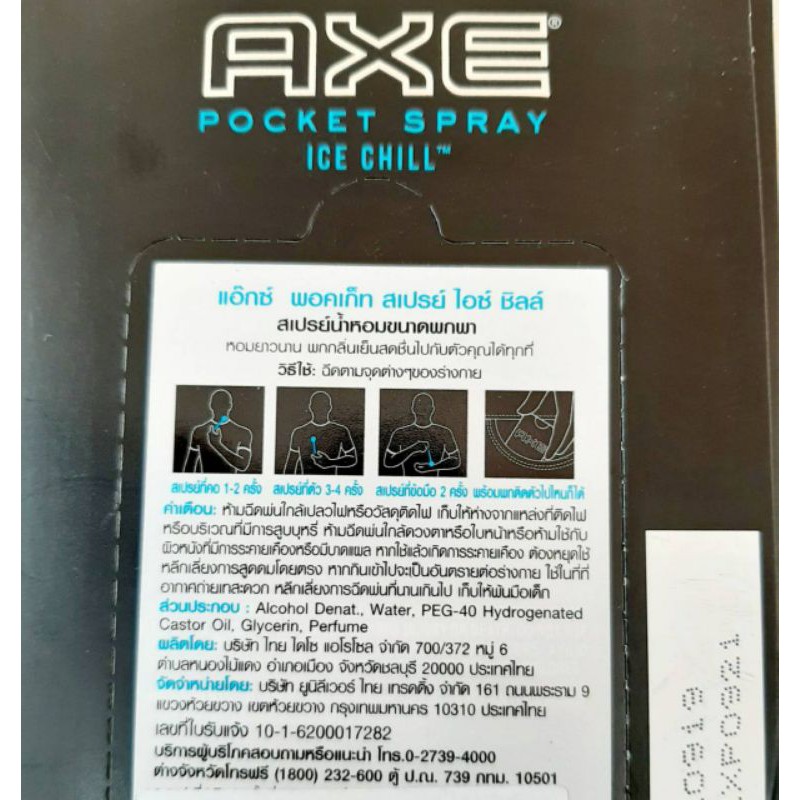 AXE®
POCKET SPRAY
ICE CHILL™
แอ๊กซ์ พอคเก็ท สเปรย์ ไอซ์ ชิลล์
สเปรย์น้ำหอมขนาดพกพา
หอมยาวนาน พกกลิ่นเย็นสดชื่นไปกับตัวคุณได้ทุกที่
วิธีใช้: ฉีดตามจุดต่างๆของร่างกาย
สเปรย์ที่คอ 1-2 ครั้ง สเปรย์ที่ตัว 3-4 ครั้ง สเปรย์ที่ข้อมือ 2 ครั้ง พร้อมพกติดตัวไปไหนก็ได้
คำเตือน: ห้ามฉีดพ่นใกล้เปลวไฟหรือวัสดุติดไฟ เก็บให้ห่างจากแหล่งที่ติดไฟ
หรือบริเวณที่มีการสูบบุหรี่ ห้ามฉีดพ่นใกล้ดวงตาหรือใบหน้าหรือห้ามใช้กับ
ผิวหนังที่มีการระคายเคืองหรือมีบาดแผล หากใช้แล้วเกิดการระคายเคือง ต้องหยุดใช้
หลีกเลี่ยงการสูดดมโดยตรง หากกินเข้าไปจะเป็นอันตรายต่อร่างกาย ใช้ในที่ที่
อากาศถ่ายเทสะดวก หลีกเลี่ยงการฉีดพ่นที่นานเกินไป เก็บให้พ้นมือเด็ก
ส่วนประกอบ : Alcohol Denat., Water, PEG-40 Hydrogenated
Castor Oil, Glycerin, Perfume
ผลิตโดย: บริษัท ไทย ไดโซ แอโรโซล จำกัด 700/372 หมู่ 6
ตำบลหนองไม้แดง อำเภอเมือง จังหวัดชลบุรี 20000 ประเทศไทย
จัดจำหน่ายโดย: บริษัท ยูนิลีเวอร์ ไทย เทรดดิ้ง จำกัด 161 ถนนพระราม 9
แขวงห้วยขวาง เขตห้วยขวาง กรุงเทพมหานคร 10310 ประเทศไทย
เลขที่ใบรับแจ้ง 10-1-6200017282
บริการผู้บริโภคสอบถามหรือแนะนำ โทร.0-2739-4000
ต่างจังหวัดโทรฟรี (1800) 232-600 ตู้ ป.ณ. 739 กทม. 10501
0919
XP0921